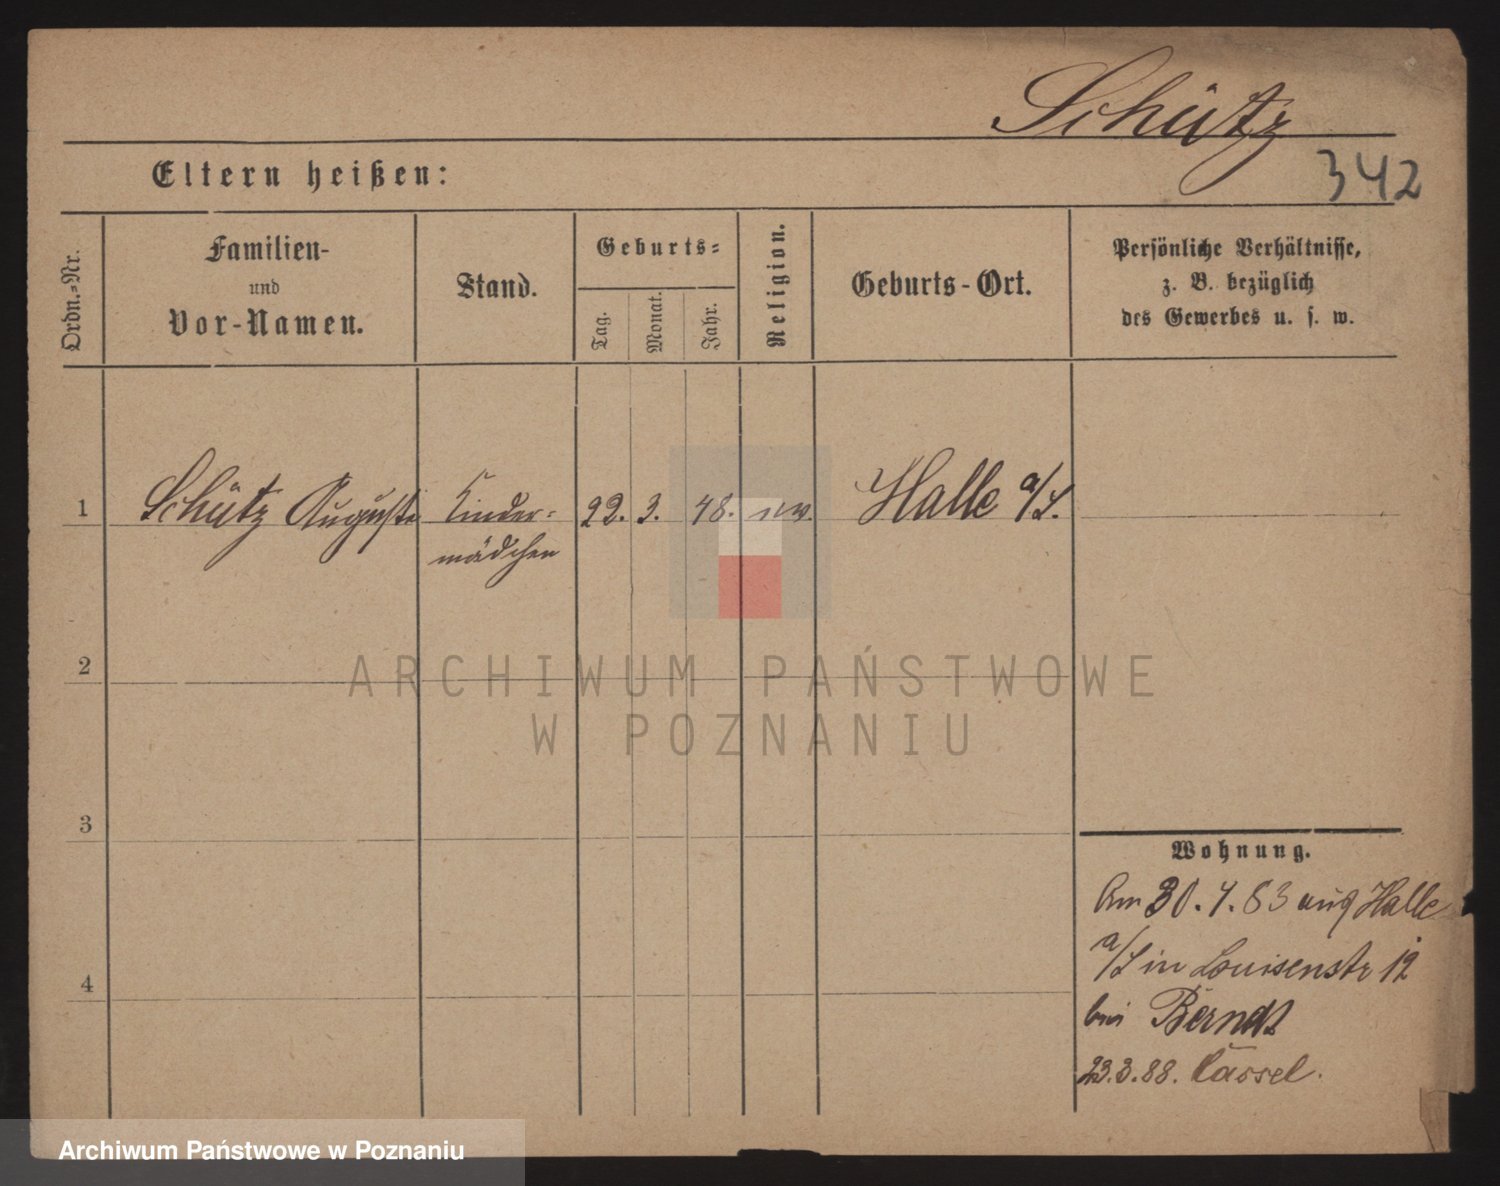 Schütz
342
Eltern heißen:
Ordn.-Nr.
Familien-
und
Vor-Namen.
Stand.
Geburts-
Tag.
Monat.
Jahr.
Religion.
Geburts-Ort.
Persönliche Verhältnisse,
z. B. bezüglich
des Gewerbes u. s. w.
1 Schütz Auguste Kinder- 22. 3. 48. ev. Halle a/S.
mädchen
2
3
4
Wohnung.
Am 30. 4. 83 aus Halle
a/S in Louisenstr 12
bei Berndt
23.3.88. Cassel.
ARCHIWUM PAŃSTWOWE
W POZNANIU
Archiwum Państwowe w Poznaniu